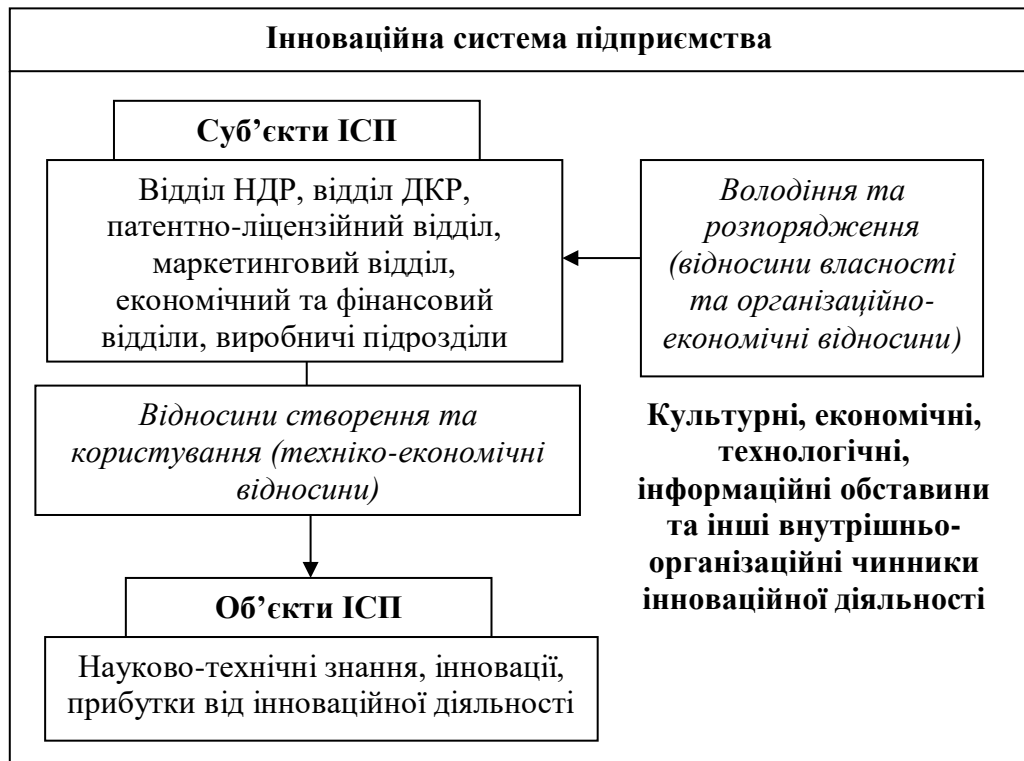 Інноваційна система підприємства
Суб’єкти ІСП
Відділ НДР, відділ ДКР,
патентно-ліцензійний відділ,
маркетинговий відділ,
економічний та фінансовий
відділи, виробничі підрозділи
Володіння та
розпорядження
(відносини власності
та організаційно-
економічні відносини)
Відносини створення та
користування (техніко-економічні
відносини)
Культурні, економічні,
технологічні,
інформаційні обставини
та інші внутрішньо-
організаційні чинники
інноваційної діяльності
Об’єкти ІСП
Науково-технічні знання, інновації,
прибутки від інноваційної діяльності